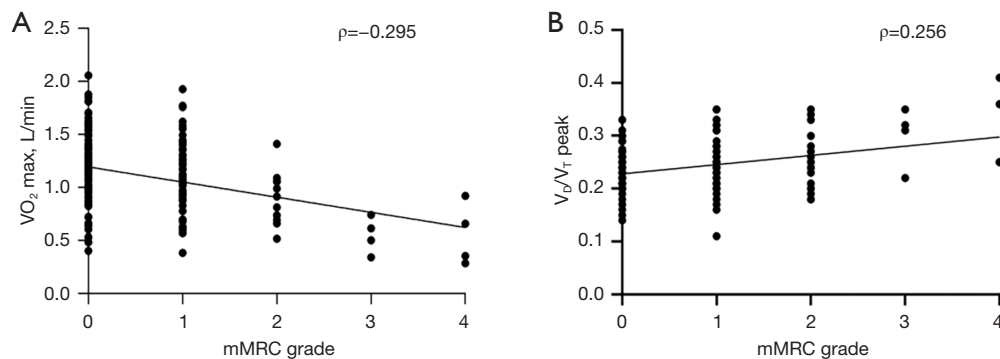 A
ρ=−0.295
VO₂ max, L/min
2.5
2.0
1.5
1.0
0.5
0.0
0 1 2 3 4
mMRC grade
B
ρ=0.256
V_D/V_T peak
0.5
0.4
0.3
0.2
0.1
0.0
0 1 2 3 4
mMRC grade